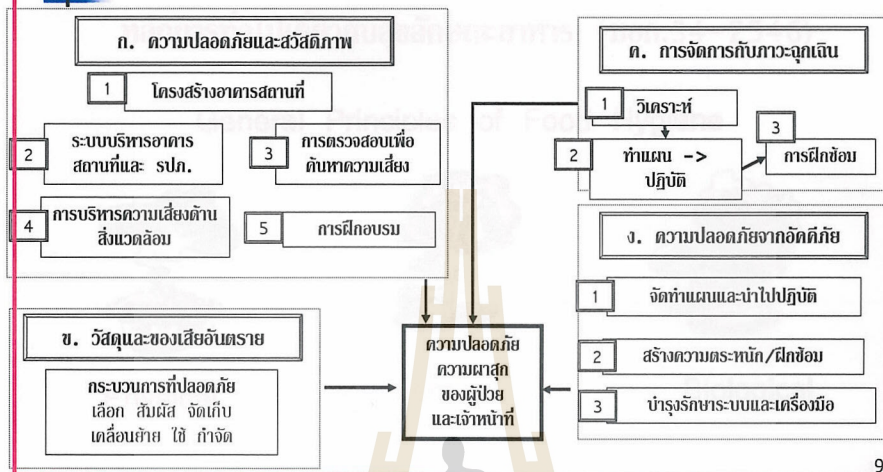 ก. ความปลอดภัยและสวัสดิภาพ
1 โครงสร้างอาคารสถานที่
2 ระบบบริหารอาคาร
สถานที่และ รปภ.
3 การตรวจสอบเพื่อ
ค้นหาความเสี่ยง
4 การบริหารความเสี่ยงด้าน
สิ่งแวดล้อม
5 การฝึกอบรม
ค. การจัดการกับภาวะฉุกเฉิน
1 วิเคราะห์
2 ทำแผน ->
ปฏิบัติ
3 การฝึกซ้อม
ง. ความปลอดภัยจากอัคคีภัย
1 จัดทำแผนและนำไปปฏิบัติ
2 สร้างความตระหนัก/ฝึกซ้อม
3 บำรุงรักษาระบบและเครื่องมือ
ข. วัสดุและของเสียอันตราย
กระบวนการที่ปลอดภัย
เลือก สัมผัส จัดเก็บ
เคลื่อนย้าย ใช้ กำจัด
ความปลอดภัย
ความผาสุก
ของผู้ป่วย
และเจ้าหน้าที่
General Principles of Food Hygiene
9